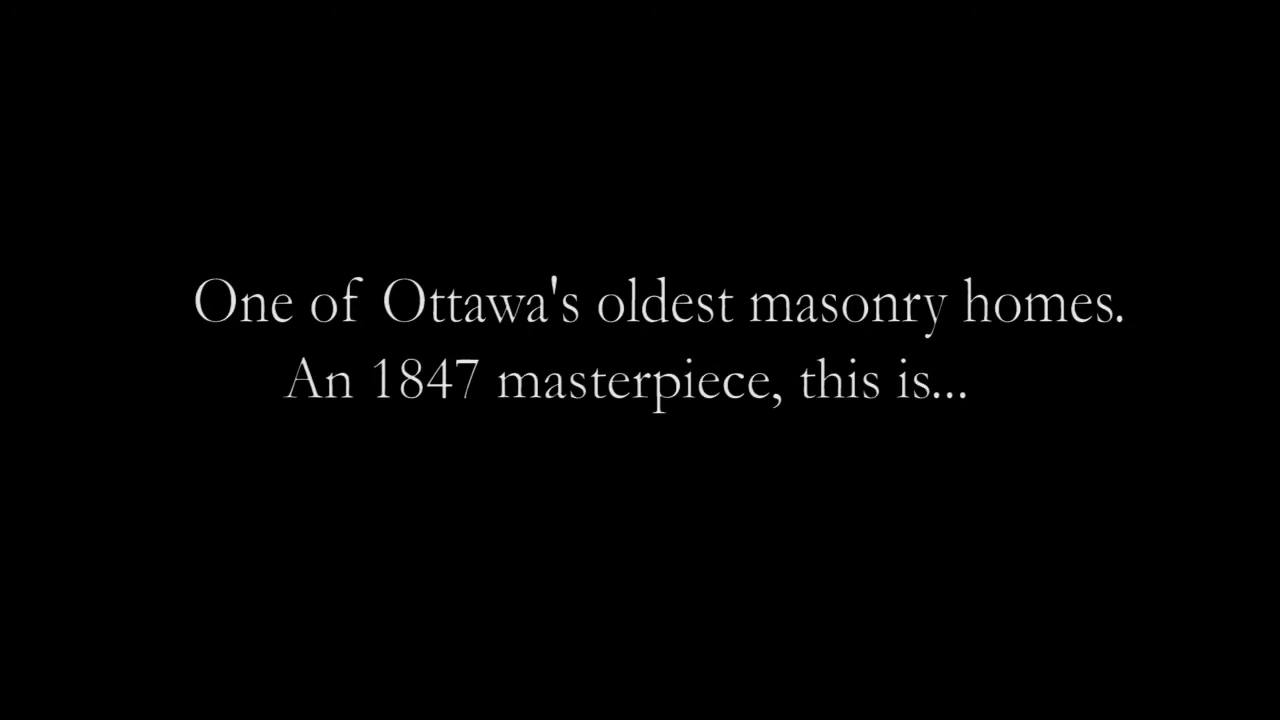 One of Ottawa's oldest masonry homes.
An 1847 masterpiece, this is...